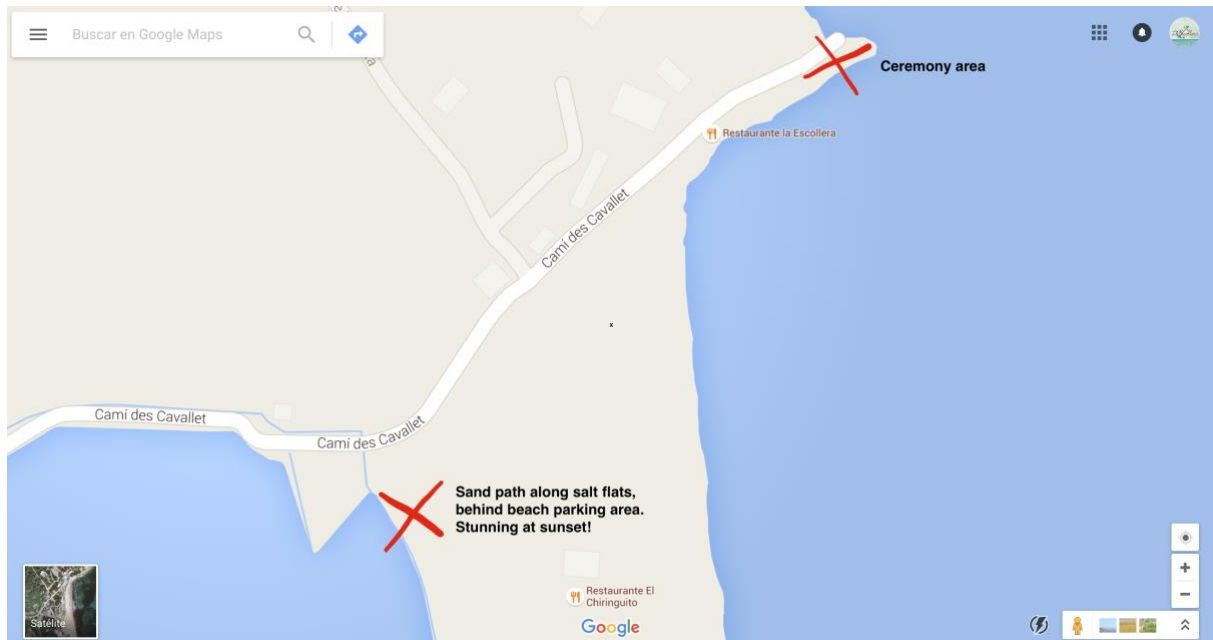 Buscar en Google Maps
Ceremony area
Restaurante la Escollera
Camí des Cavallet
Camí des Cavallet
Camí des Cavallet
Sand path along salt flats,
behind beach parking area.
Stunning at sunset!
Restaurante El
Chiringuito
Satélite
Google